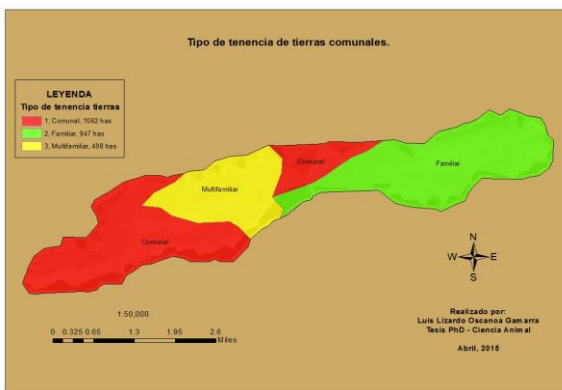 Tipo de tenencia de tierras comunales.
LEYENDA
Tipo de tenencia tierras
1, Comunal, 1062 has
2, Familiar, 947 has
3, Multifamiliar, 498 has
Comunal
Familiar
Multifamiliar
Comunal
N
W E
S
1:50,000
0 0.325 0.65 1.3 1.95 2.6
Miles
Realizado por:
Luis Lizardo Oscanoa Gamarra
Tesis PhD - Ciencia Animal
Abril, 2015